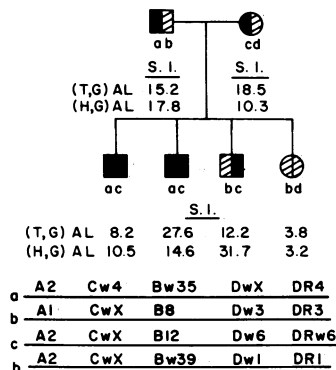 ab cd
S. I. S. I.
(T,G) AL 15.2 18.5
(H,G) AL 17.8 10.3
ac ac bc bd
S. I.
(T,G) AL 8.2 27.6 12.2 3.8
(H,G) AL 10.5 14.6 31.7 3.2
a A2 Cw4 Bw35 DwX DR4
b A1 CwX B8 Dw3 DR3
c A2 CwX B12 Dw6 DRw6
b A2 CwX Bw39 Dw1 DR1